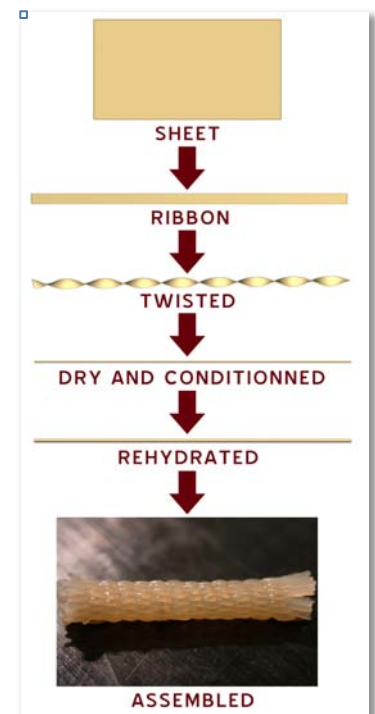 SHEET
RIBBON
TWISTED
DRY AND CONDITIONNED
REHYDRATED
ASSEMBLED